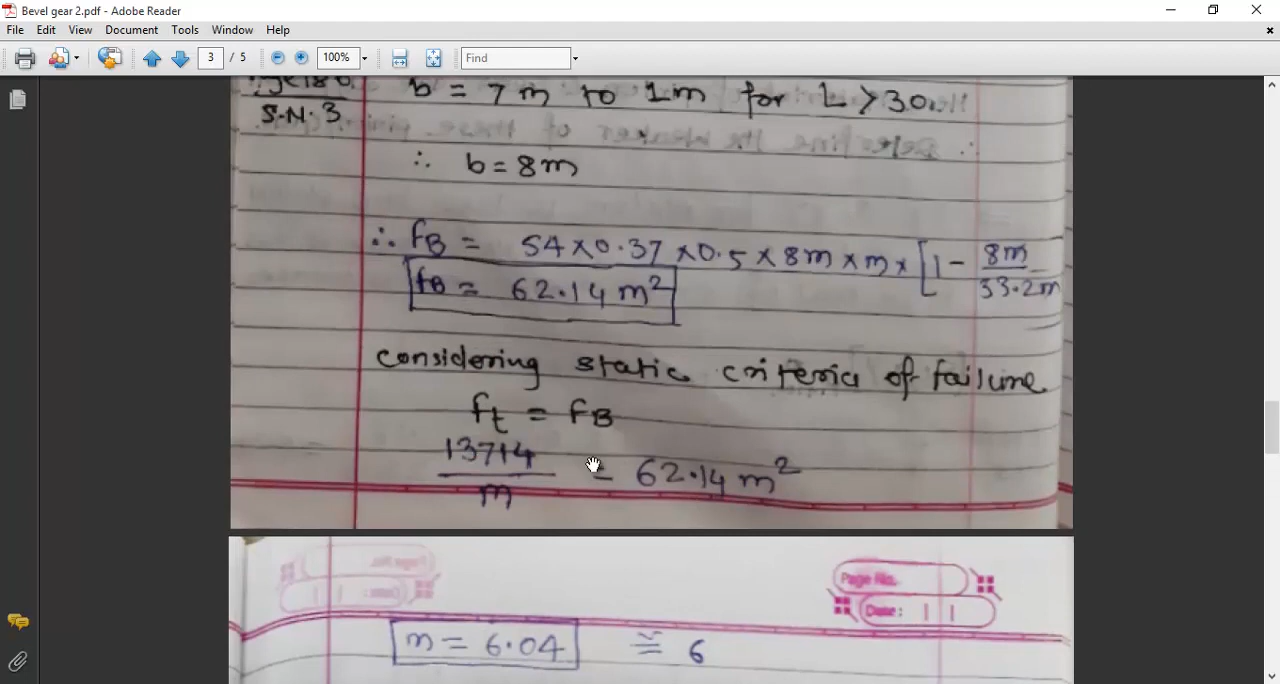 Bevel gear 2.pdf - Adobe Reader
File Edit View Document Tools Window Help
3 / 5 100% Find
b = 7m to 1m for L > 30
S.N. 3
∴ b = 8m
∴ FB = 54 x 0.37 x 0.5 x 8m x m x [1 - 8m/33.2m
FB = 62.14 m²
considering static criteria of failure
Ft = FB
13714/m = 62.14 m²
Page No.
Date: | |
m = 6.04 ≅ 6